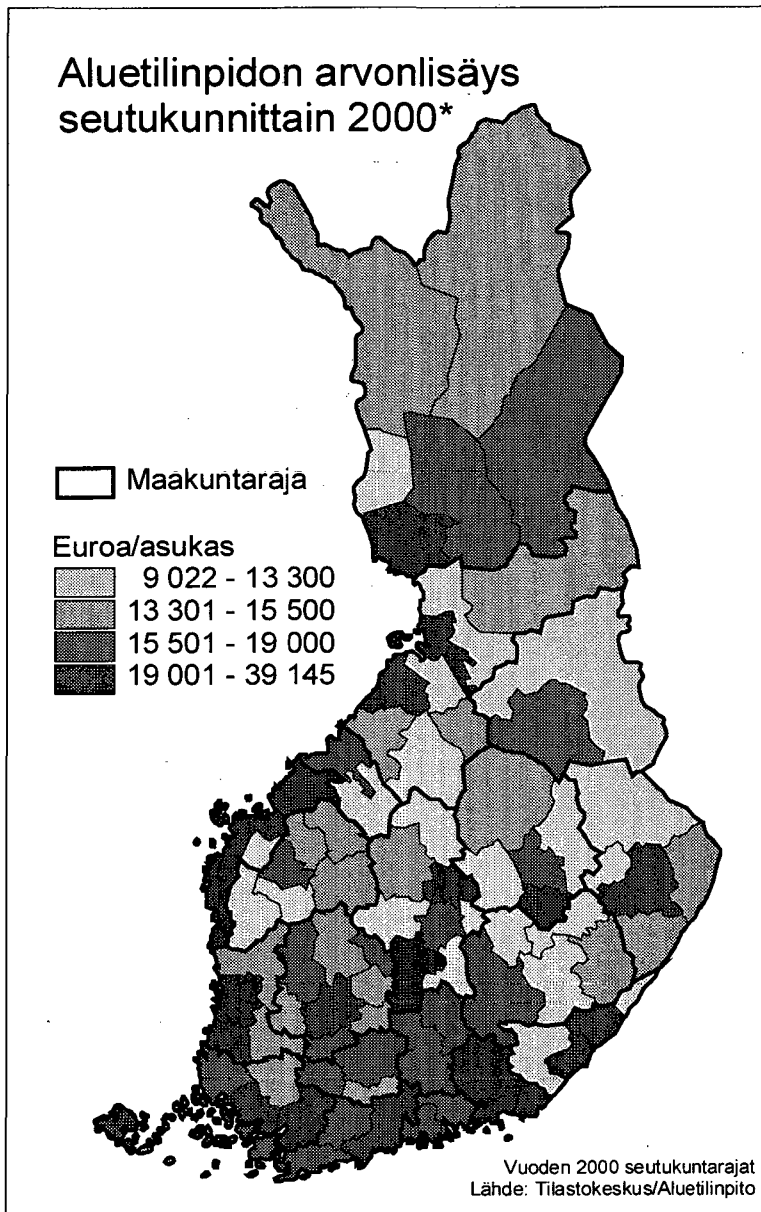 Aluetilinpidon arvonlisäys
seutukunnittain 2000*
Maakuntaraja
Euroa/asukas
9 022 - 13 300
13 301 - 15 500
15 501 - 19 000
19 001 - 39 145
Vuoden 2000 seutukuntarajat
Lähde: Tilastokeskus/Aluetilinpito